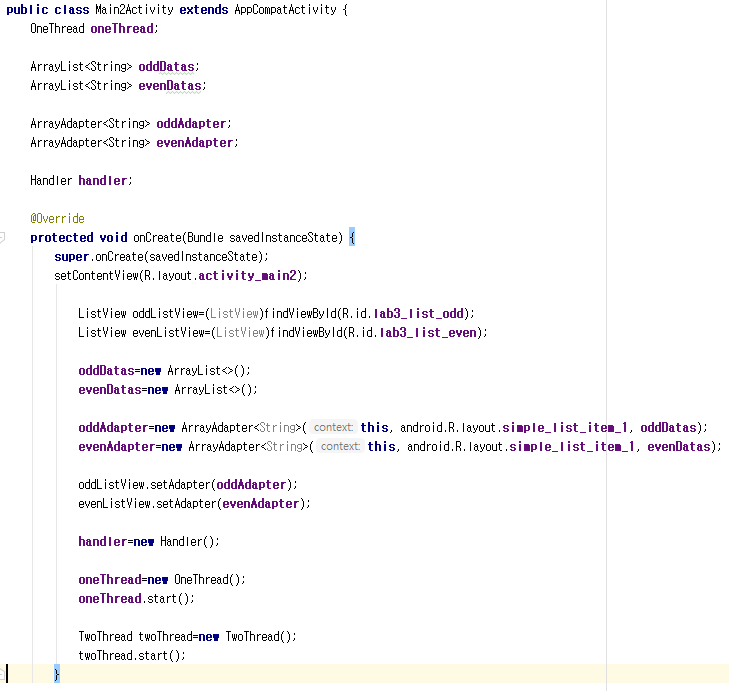 public class Main2Activity extends AppCompatActivity {
OneThread oneThread;
ArrayList<String> oddDatas;
ArrayList<String> evenDatas;
ArrayAdapter<String> oddAdapter;
ArrayAdapter<String> evenAdapter;
Handler handler;
@Override
protected void onCreate(Bundle savedInstanceState) {
super.onCreate(savedInstanceState);
setContentView(R.layout.activity_main2);
ListView oddListView=(ListView)findViewById(R.id.lab3_list_odd);
ListView evenListView=(ListView)findViewById(R.id.lab3_list_even);
oddDatas=new ArrayList<>();
evenDatas=new ArrayList<>();
oddAdapter=new ArrayAdapter<String>( context: this, android.R.layout.simple_list_item_1, oddDatas);
evenAdapter=new ArrayAdapter<String>( context: this, android.R.layout.simple_list_item_1, evenDatas);
oddListView.setAdapter(oddAdapter);
evenListView.setAdapter(evenAdapter);
handler=new Handler();
oneThread=new OneThread();
oneThread.start();
TwoThread twoThread=new TwoThread();
twoThread.start();
}